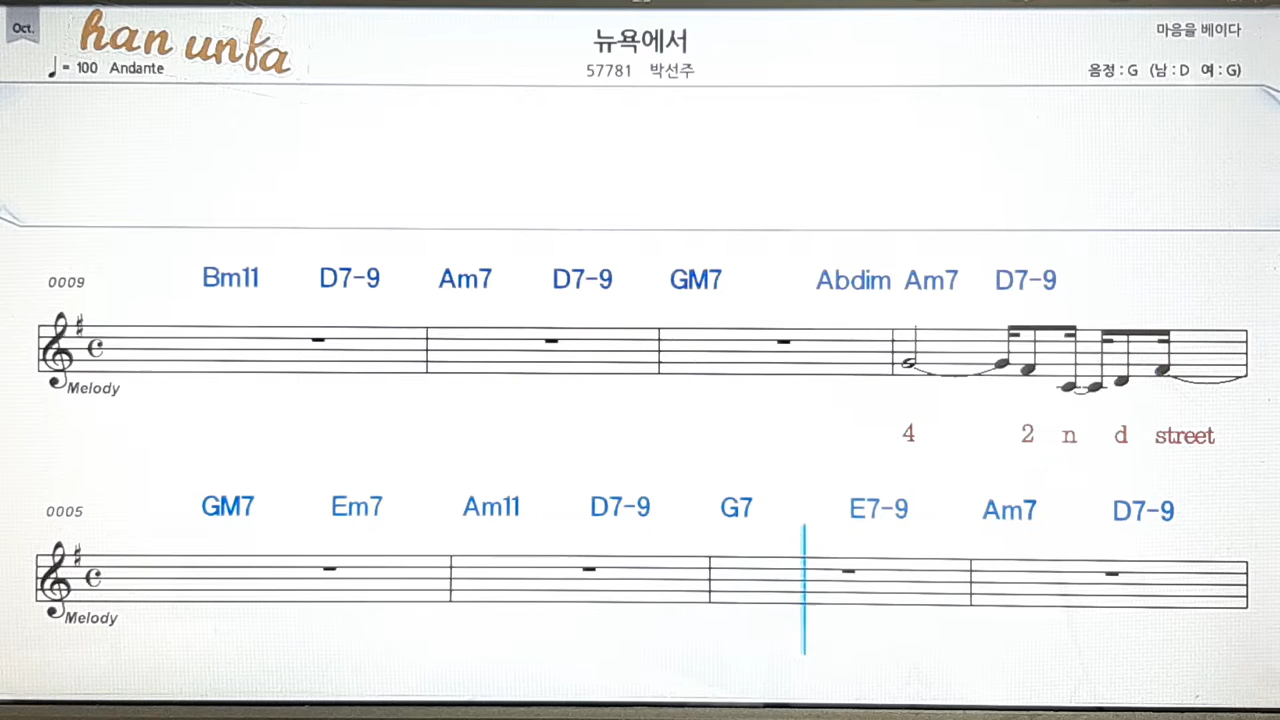 Oct.
han unfa
♩= 100 Andante
뉴욕에서
57781 박선주
마음을 베이다
음정 : G (남 : D 여 : G)
0009
Bm11 D7-9 Am7 D7-9 GM7 Abdim Am7 D7-9
Melody
4 2 n d street
0005
GM7 Em7 Am11 D7-9 G7 E7-9 Am7 D7-9
Melody